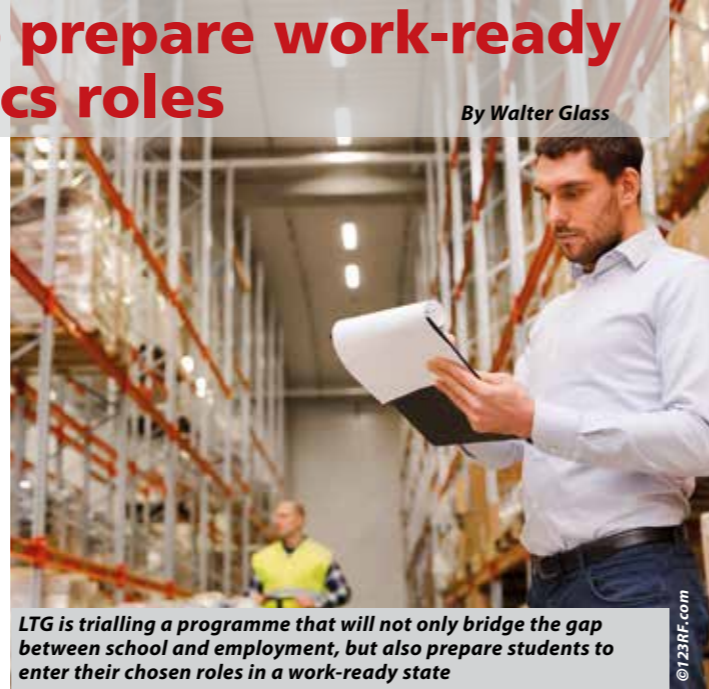 prepare work-ready
cs roles
By Walter Glass
LTG is trialling a programme that will not only bridge the gap
between school and employment, but also prepare students to
enter their chosen roles in a work-ready state
©123RF.com